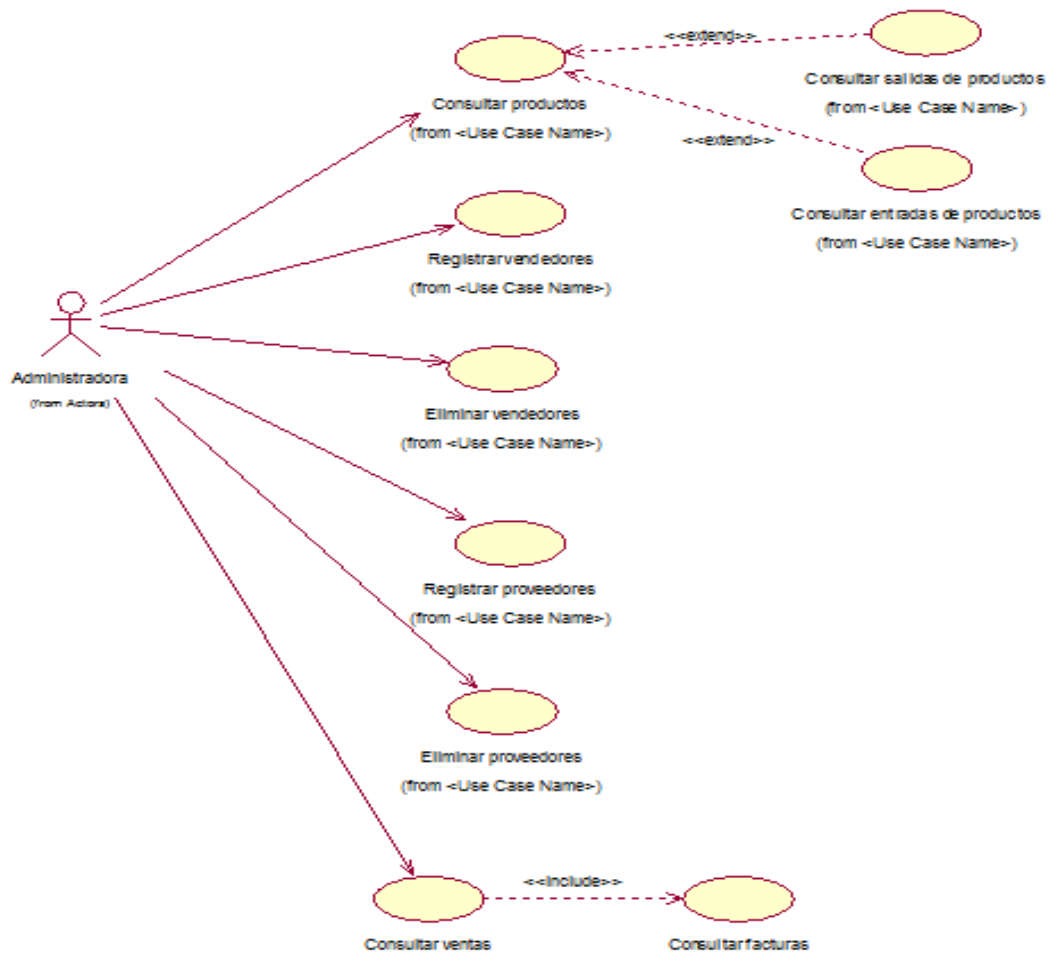 <<extend>>
Consultar salidas de productos
(from <Use Case Name>)
Consultar productos
(from <Use Case Name>)
<<extend>>
Consultar entradas de productos
(from <Use Case Name>)
Registrar vendedores
(from <Use Case Name>)
Administradora
(from Actors)
Eliminar vendedores
(from <Use Case Name>)
Registrar proveedores
(from <Use Case Name>)
Eliminar proveedores
(from <Use Case Name>)
<<include>>
Consultar ventas
Consultar facturas